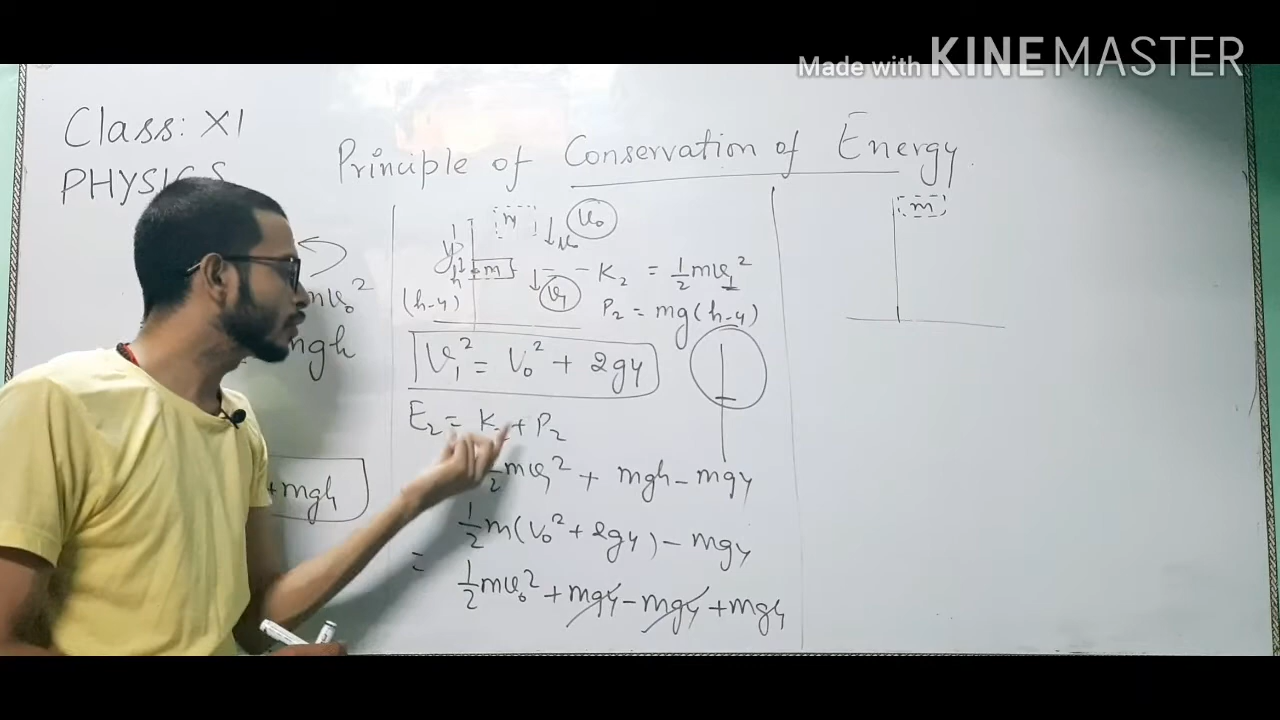 Made with KINEMASTER
Class: XI
PHYSICS
Principle of Conservation of Energy.
mv₀²
mgh
+mgh
m
v₀
y
m
v₁
(h-y)
K₂ = ½mv₁²
P₂ = mg(h-y)
v₁² = v₀² + 2gy
E₂ = K₂ + P₂
½mv₁² + mgh - mgy
½m(v₀² + 2gy) - mgy
= ½mv₀² + mgy - mgy + mgh
m